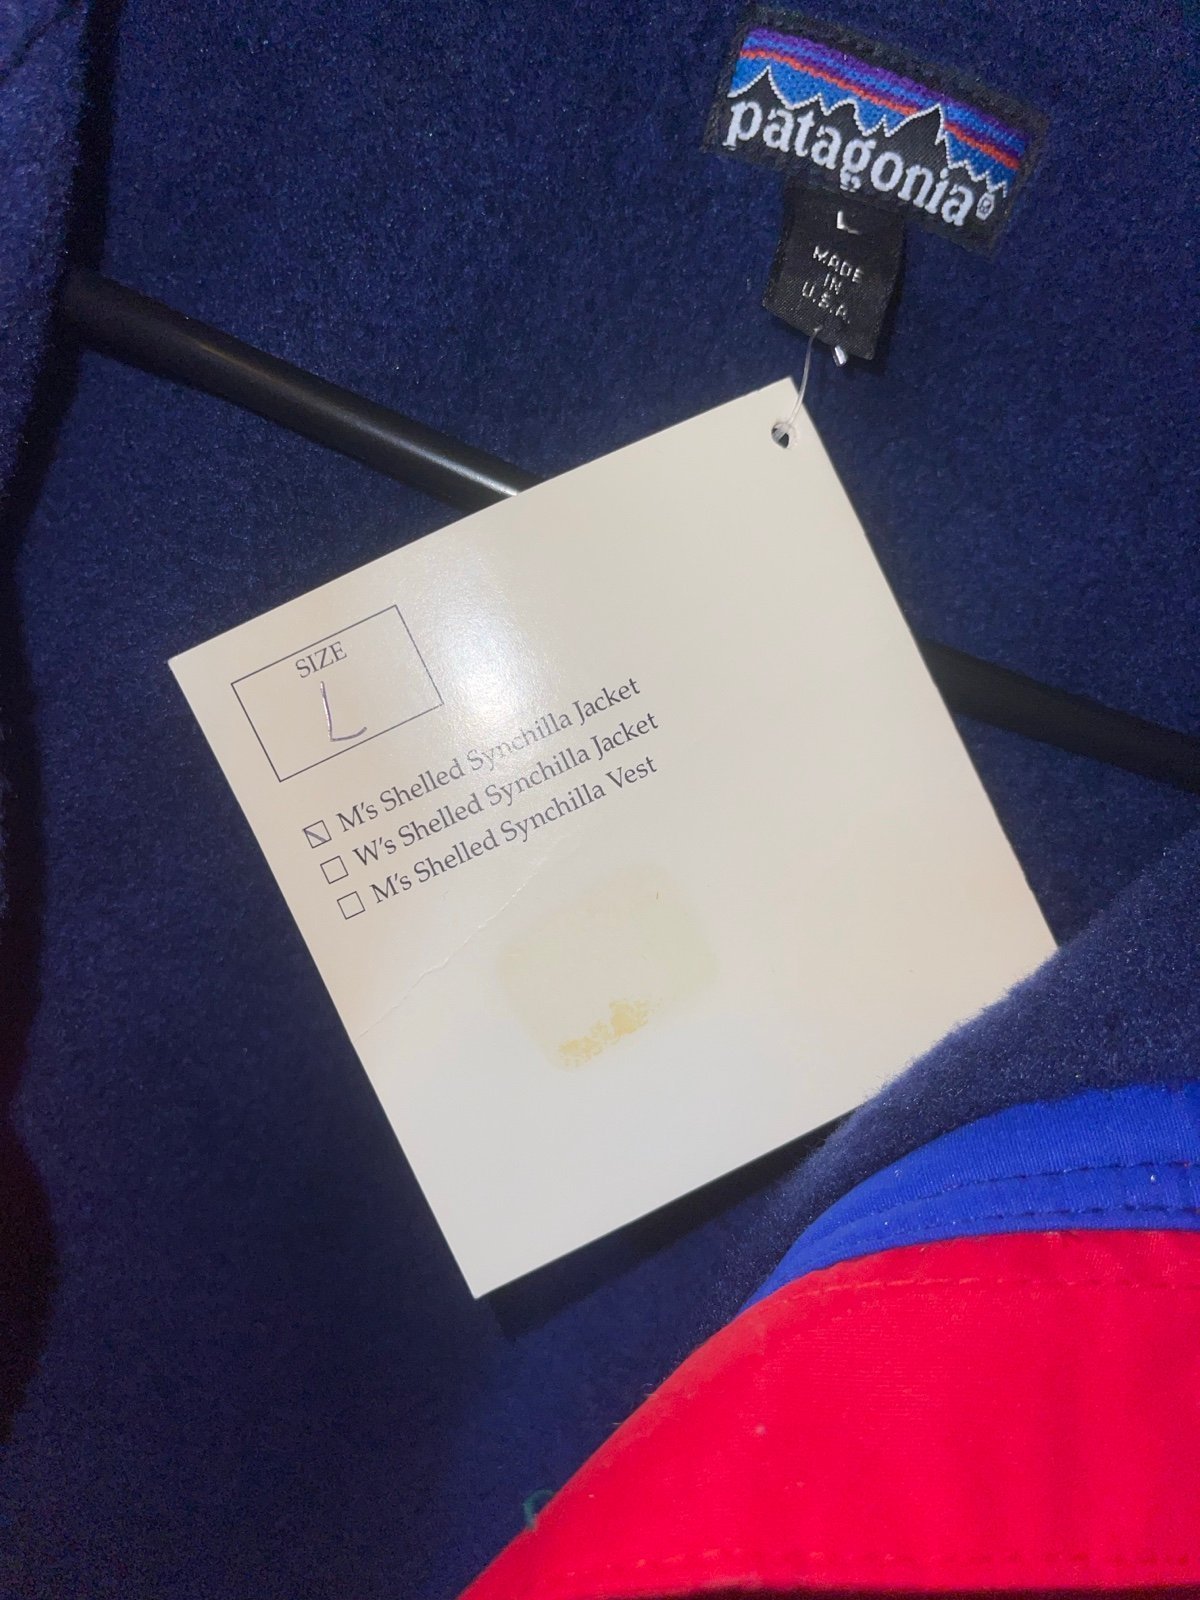 patagonia®
L
MADE
IN
U.S.A.
SIZE
L
M's Shelled Synchilla Jacket
W's Shelled Synchilla Jacket
M's Shelled Synchilla Vest